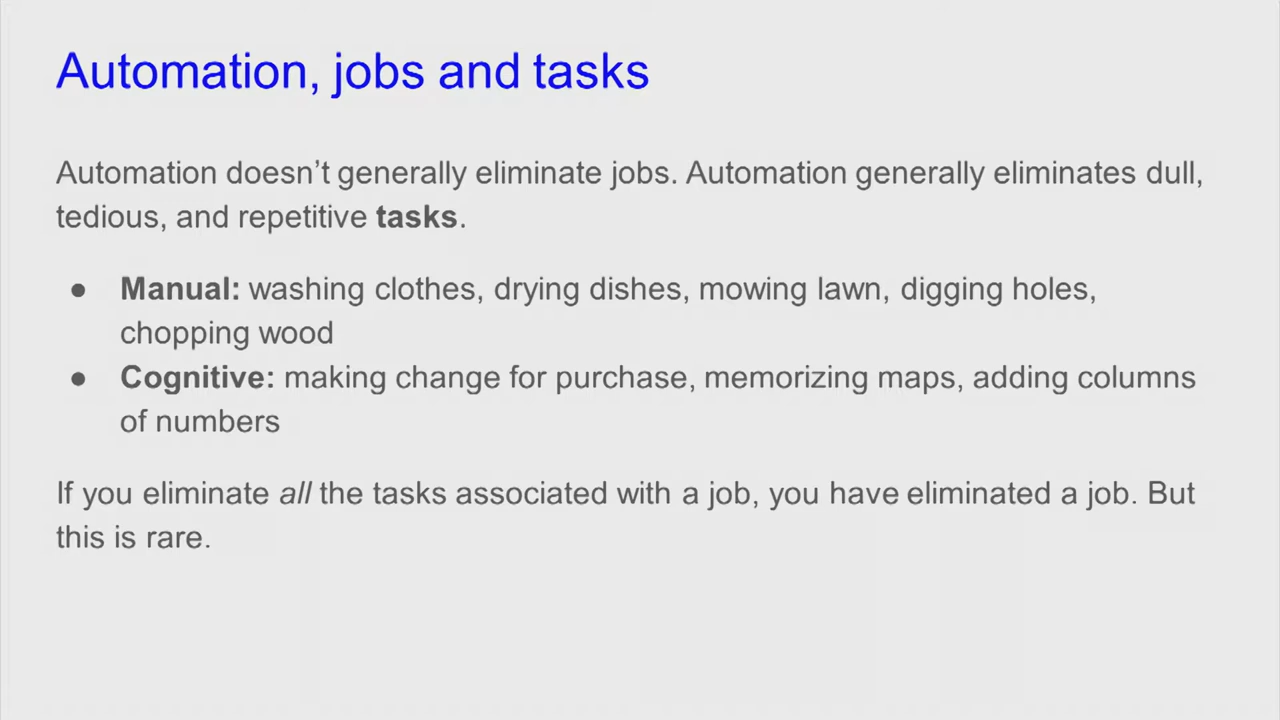 Automation, jobs and tasks
Automation doesn’t generally eliminate jobs. Automation generally eliminates dull,
tedious, and repetitive tasks.
● Manual: washing clothes, drying dishes, mowing lawn, digging holes,
chopping wood
● Cognitive: making change for purchase, memorizing maps, adding columns
of numbers
If you eliminate all the tasks associated with a job, you have eliminated a job. But
this is rare.